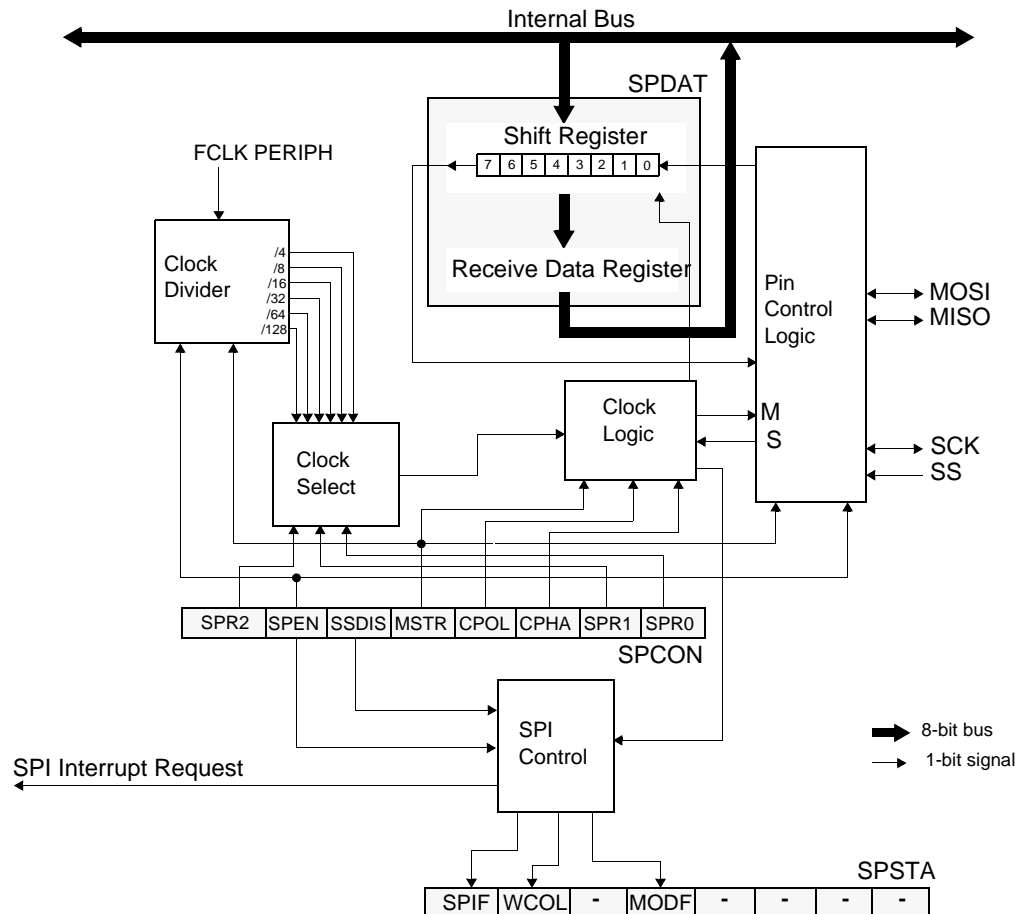 Internal Bus
SPDAT
Shift Register
7 6 5 4 3 2 1 0
FCLK PERIPH
Clock
Divider
/4
/8
/16
/32
/64
/128
Receive Data Register
Pin
Control
Logic
MOSI
MISO
Clock
Logic
M
S
SCK
SS
Clock
Select
SPR2 SPEN SSDIS MSTR CPOL CPHA SPR1 SPR0
SPCON
SPI
Control
8-bit bus
1-bit signal
SPI Interrupt Request
SPSTA
SPIF WCOL - MODF - - - -